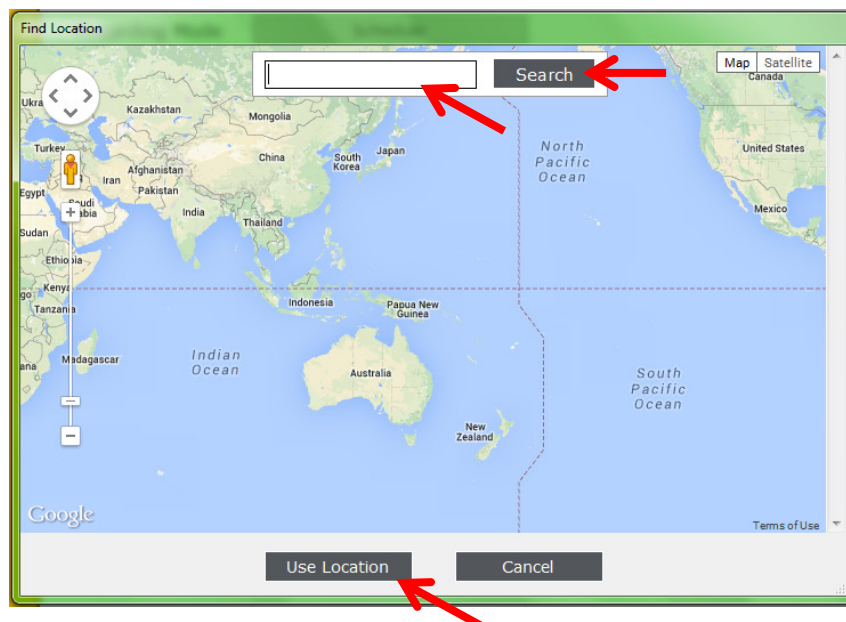 Find Location
Search
Map Satellite
Canada
Ukra
Kazakhstan
Mongolia
Turkey
Afghanistan
China
South
Korea
Japan
North
Pacific
Ocean
United States
Iran
Pakistan
Egypt
India
Thailand
Mexico
Sudan
Ethiopia
Kenya
Tanzania
Indonesia
Papua New
Guinea
Madagascar
ana
Indian
Ocean
Australia
South
Pacific
Ocean
New
Zealand
Google
Terms of Use
Use Location
Cancel